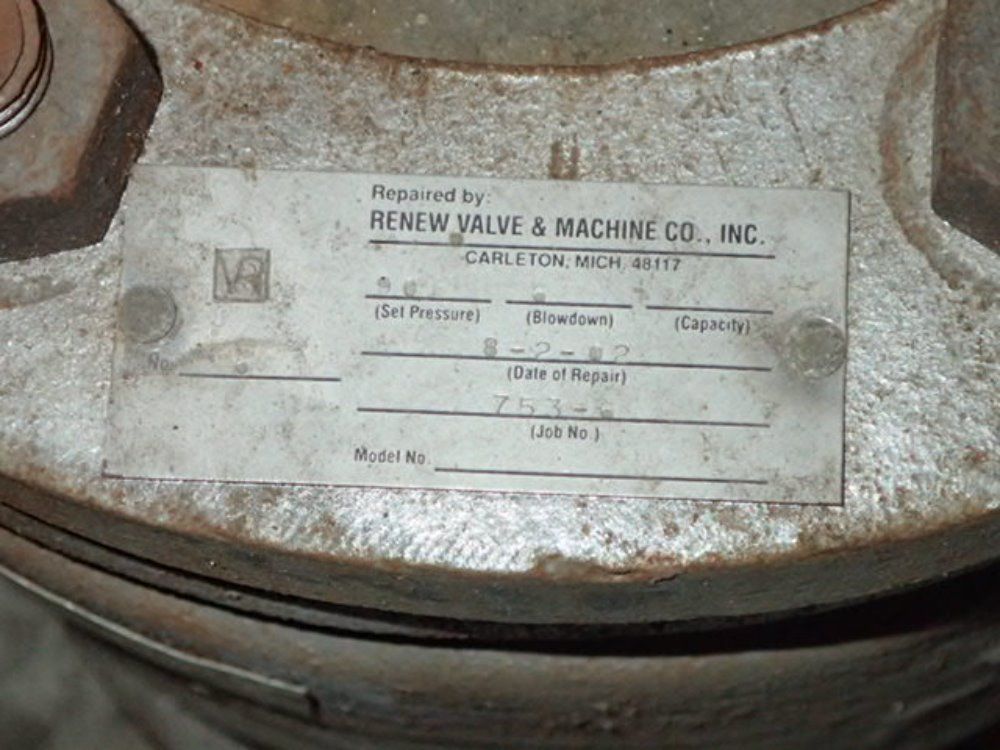 Repaired by:
RENEW VALVE & MACHINE CO., INC.
CARLETON, MICH. 48117
VR
(Set Pressure) (Blowdown) (Capacity)
No.
(Date of Repair)
(Job No.)
Model No.